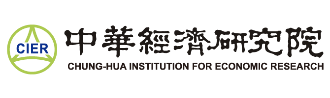 CIER
中華經濟研究院
CHUNG-HUA INSTITUTION FOR ECONOMIC RESEARCH